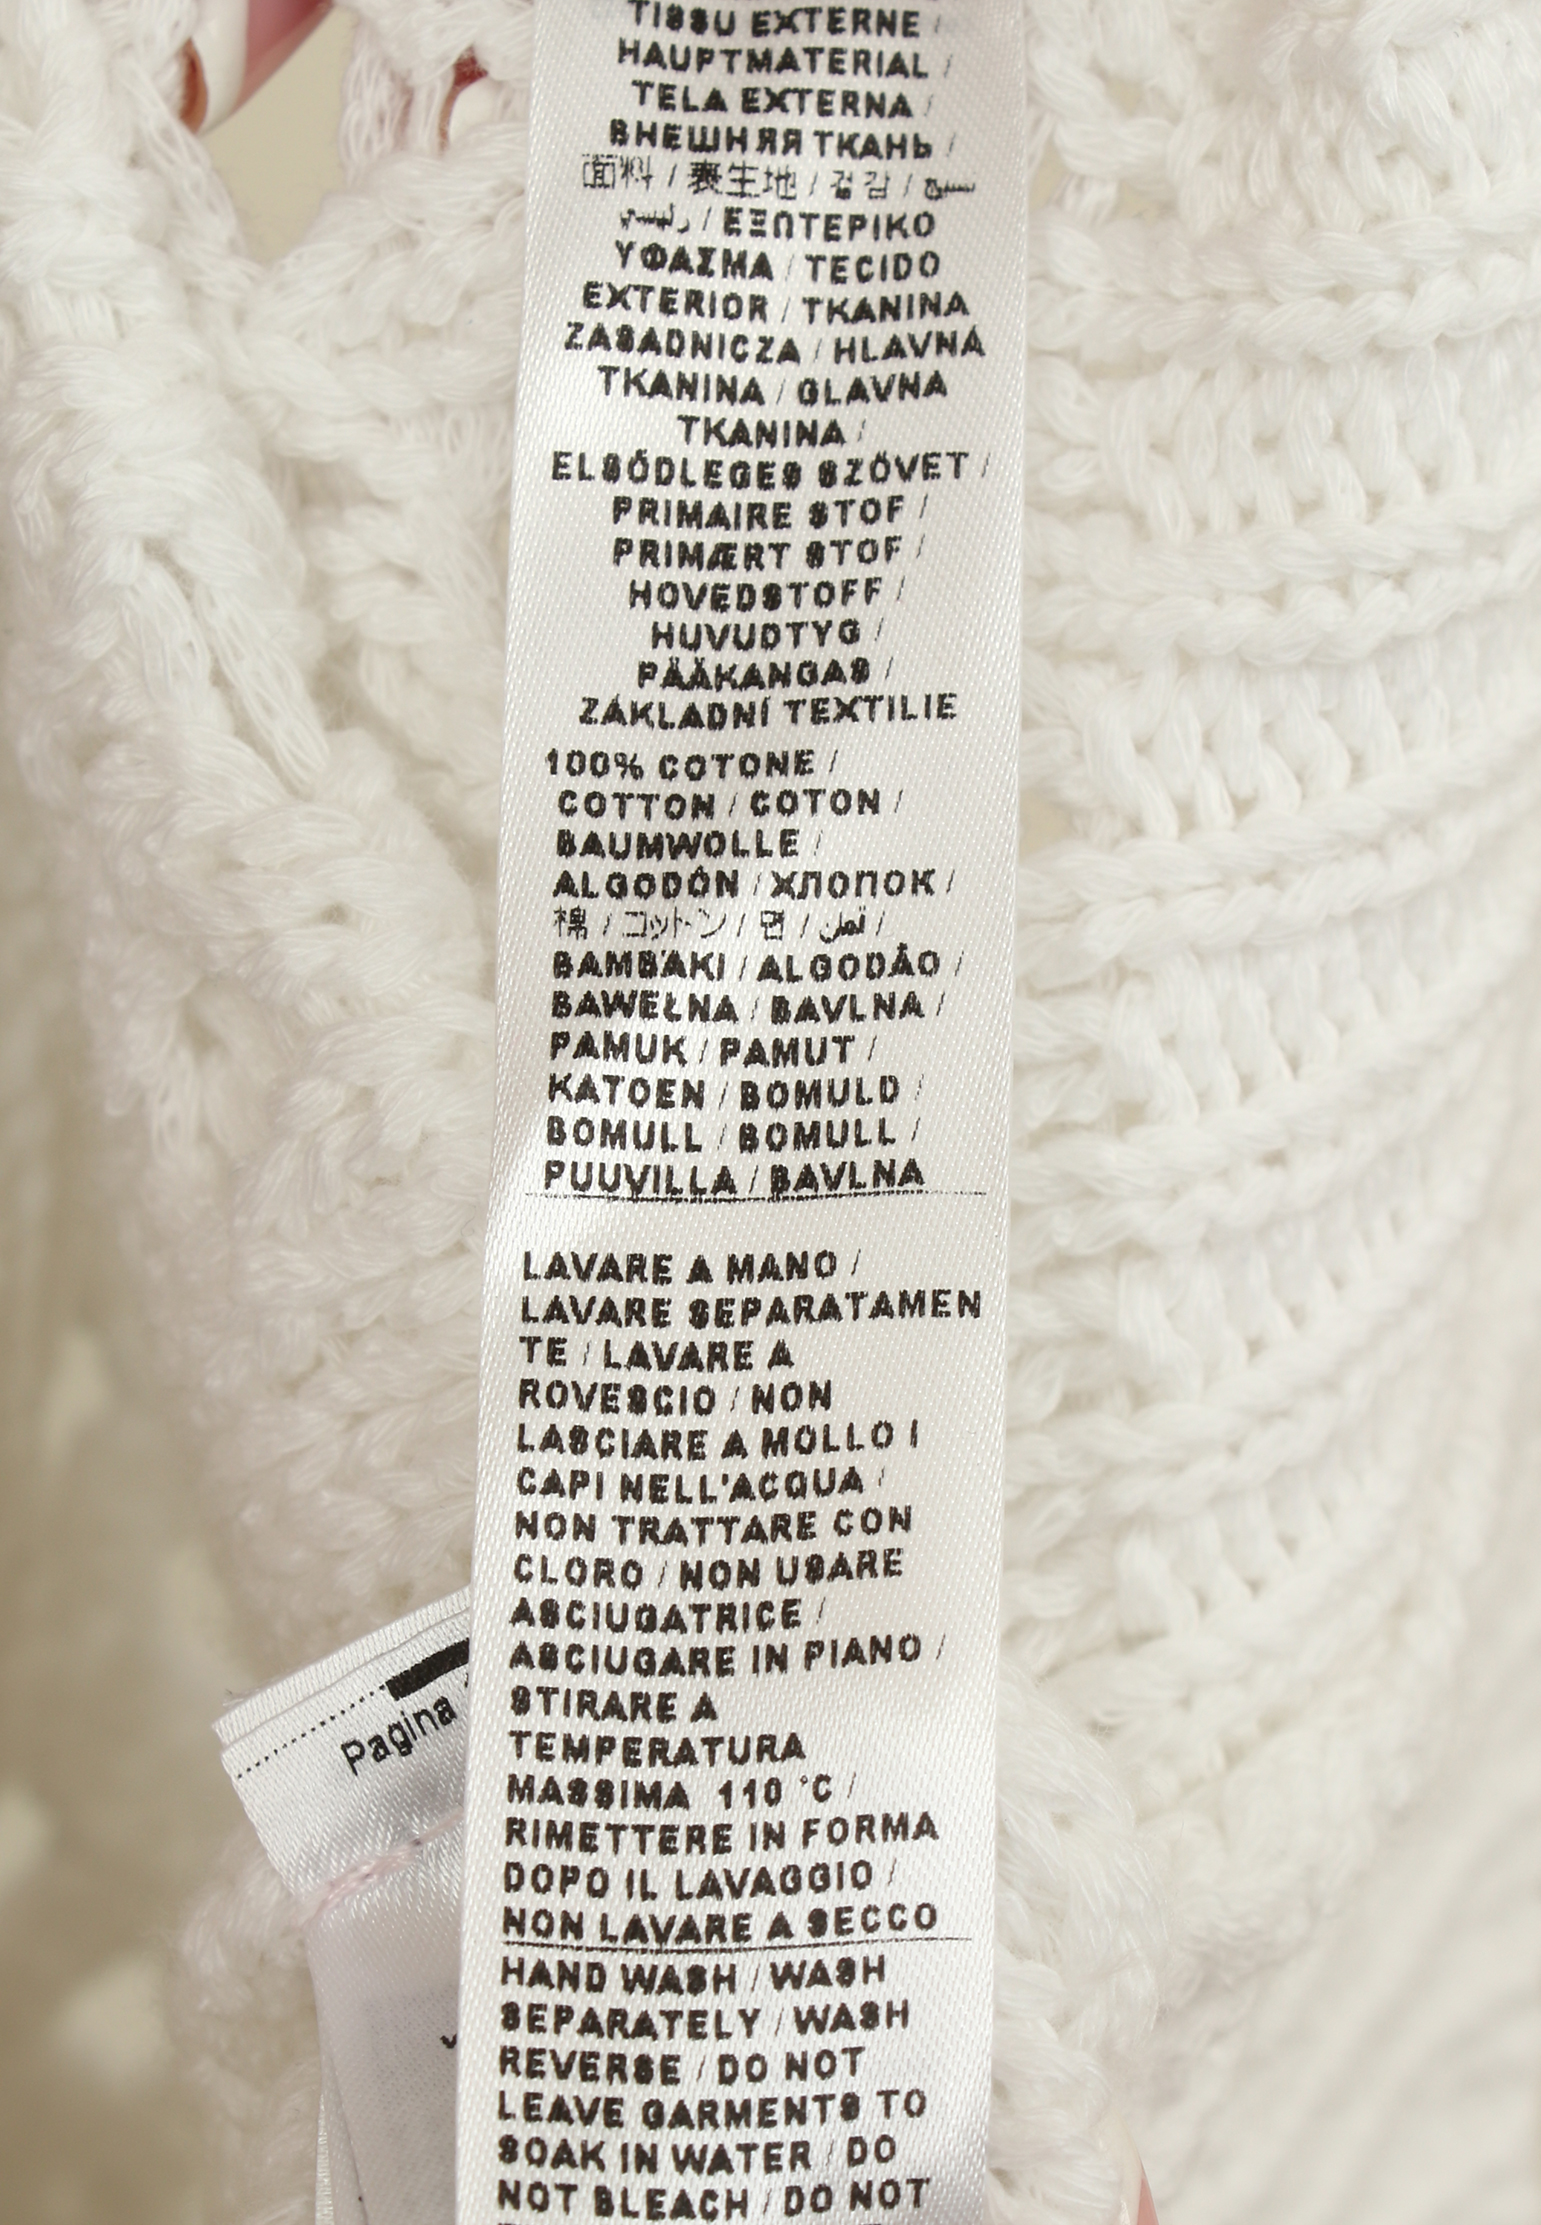 TISSU EXTERNE /
HAUPTMATERIAL /
TELA EXTERNA /
ВНЕШНЯЯ ТКАНЬ /
面料 / 裏生地 / 겉감 / نسيج
رئيسي / ΕΞΩΤΕΡΙΚΟ
ΥΦΑΣΜΑ / TECIDO
EXTERIOR / TKANINA
ZASADNICZA / HLAVNÁ
TKANINA / GLAVNA
TKANINA /
ELSŐDLEGES SZÖVET /
PRIMAIRE STOF /
PRIMÆRT STOF /
HOVEDSTOFF /
HUVUDTYG /
PÄÄKANGAS /
ZÁKLADNÍ TEXTILIE
100% COTONE /
COTTON / COTON /
BAUMWOLLE /
ALGODÓN / ХЛОПОК /
棉 / コットン / 면 / قطن /
ΒΑΜΒΆΚΙ / ALGODÃO /
BAWEŁNA / BAVLNA /
PAMUK / PAMUT /
KATOEN / BOMULD /
BOMULL / BOMULL /
PUUVILLA / BAVLNA
LAVARE A MANO /
LAVARE SEPARATAMEN
TE / LAVARE A
ROVESCIO / NON
LASCIARE A MOLLO I
CAPI NELL'ACQUA /
NON TRATTARE CON
CLORO / NON USARE
ASCIUGATRICE /
ASCIUGARE IN PIANO /
STIRARE A
TEMPERATURA
MASSIMA 110 °C /
RIMETTERE IN FORMA
DOPO IL LAVAGGIO /
NON LAVARE A SECCO
HAND WASH / WASH
SEPARATELY / WASH
REVERSE / DO NOT
LEAVE GARMENTS TO
SOAK IN WATER / DO
NOT BLEACH / DO NOT
Pagina